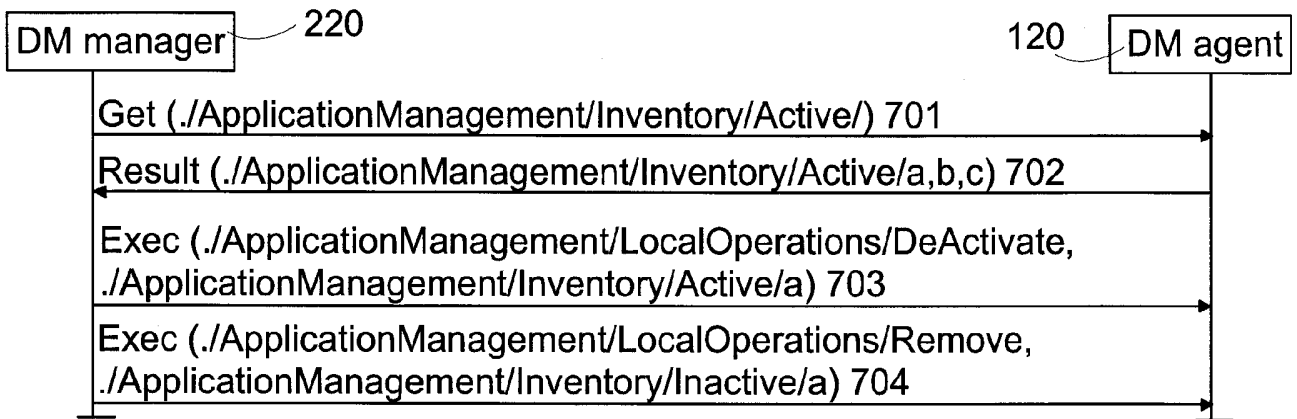 DM manager 220
120 DM agent
Get (./ApplicationManagement/Inventory/Active/) 701
Result (./ApplicationManagement/Inventory/Active/a,b,c) 702
Exec (./ApplicationManagement/LocalOperations/DeActivate,
./ApplicationManagement/Inventory/Active/a) 703
Exec (./ApplicationManagement/LocalOperations/Remove,
./ApplicationManagement/Inventory/Inactive/a) 704